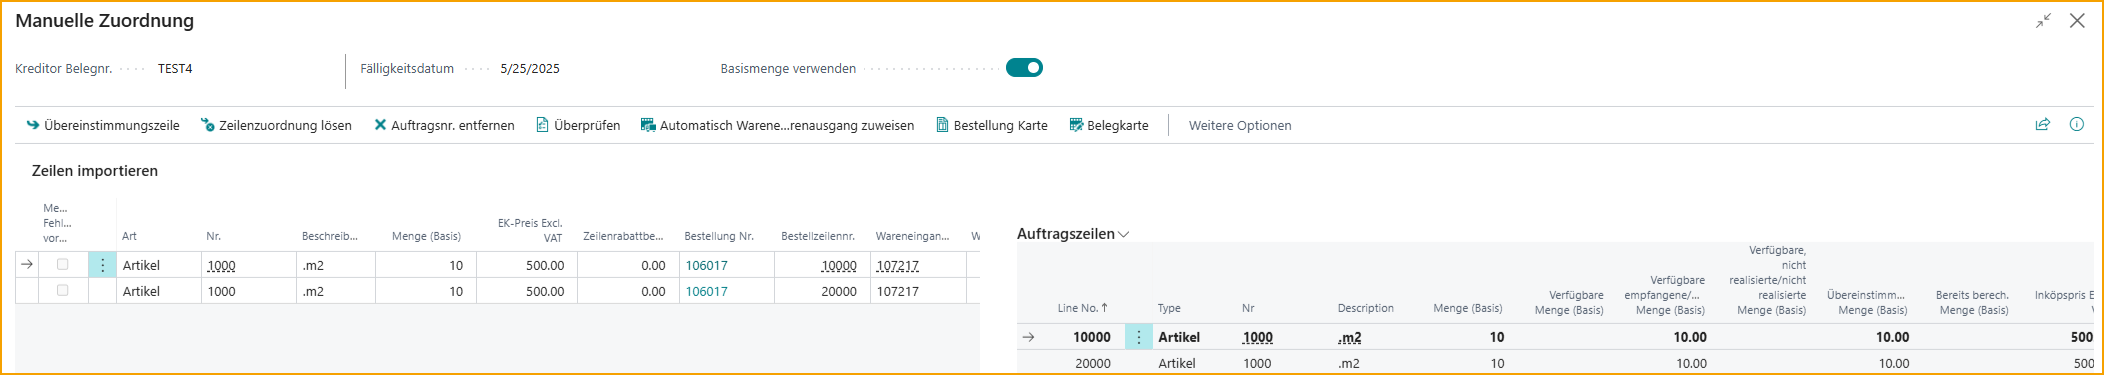 Manuelle Zuordnung
Kreditor Belegnr. TEST4 Fälligkeitsdatum 5/25/2025 Basismenge verwenden
Übereinstimmungszeile Zeilenzuordnung lösen Auftragsnr. entfernen Überprüfen Automatisch Warene...renausgang zuweisen Bestellung Karte Belegkarte Weitere Optionen
Zeilen importieren
Me...
Fehl...
vor... Art Nr. Beschreib... Menge (Basis) EK-Preis Excl.
VAT Zeilenrabattbe... Bestellung Nr. Bestellzeilennr. Wareneingan... W
Artikel 1000 .m2 10 500.00 0.00 106017 10000 107217
Artikel 1000 .m2 10 500.00 0.00 106017 20000 107217
Auftragszeilen
Line No. Type Nr Description Menge (Basis) Verfügbare
Menge (Basis) Verfügbare
empfangene/...
Menge (Basis) Verfügbare,
nicht
realisierte/nicht
realisierte
Menge (Basis) Übereinstimm...
Menge (Basis) Bereits berech.
Menge (Basis) Inköpspris E
10000 Artikel 1000 .m2 10 10.00 10.00 500
20000 Artikel 1000 .m2 10 10.00 10.00 500